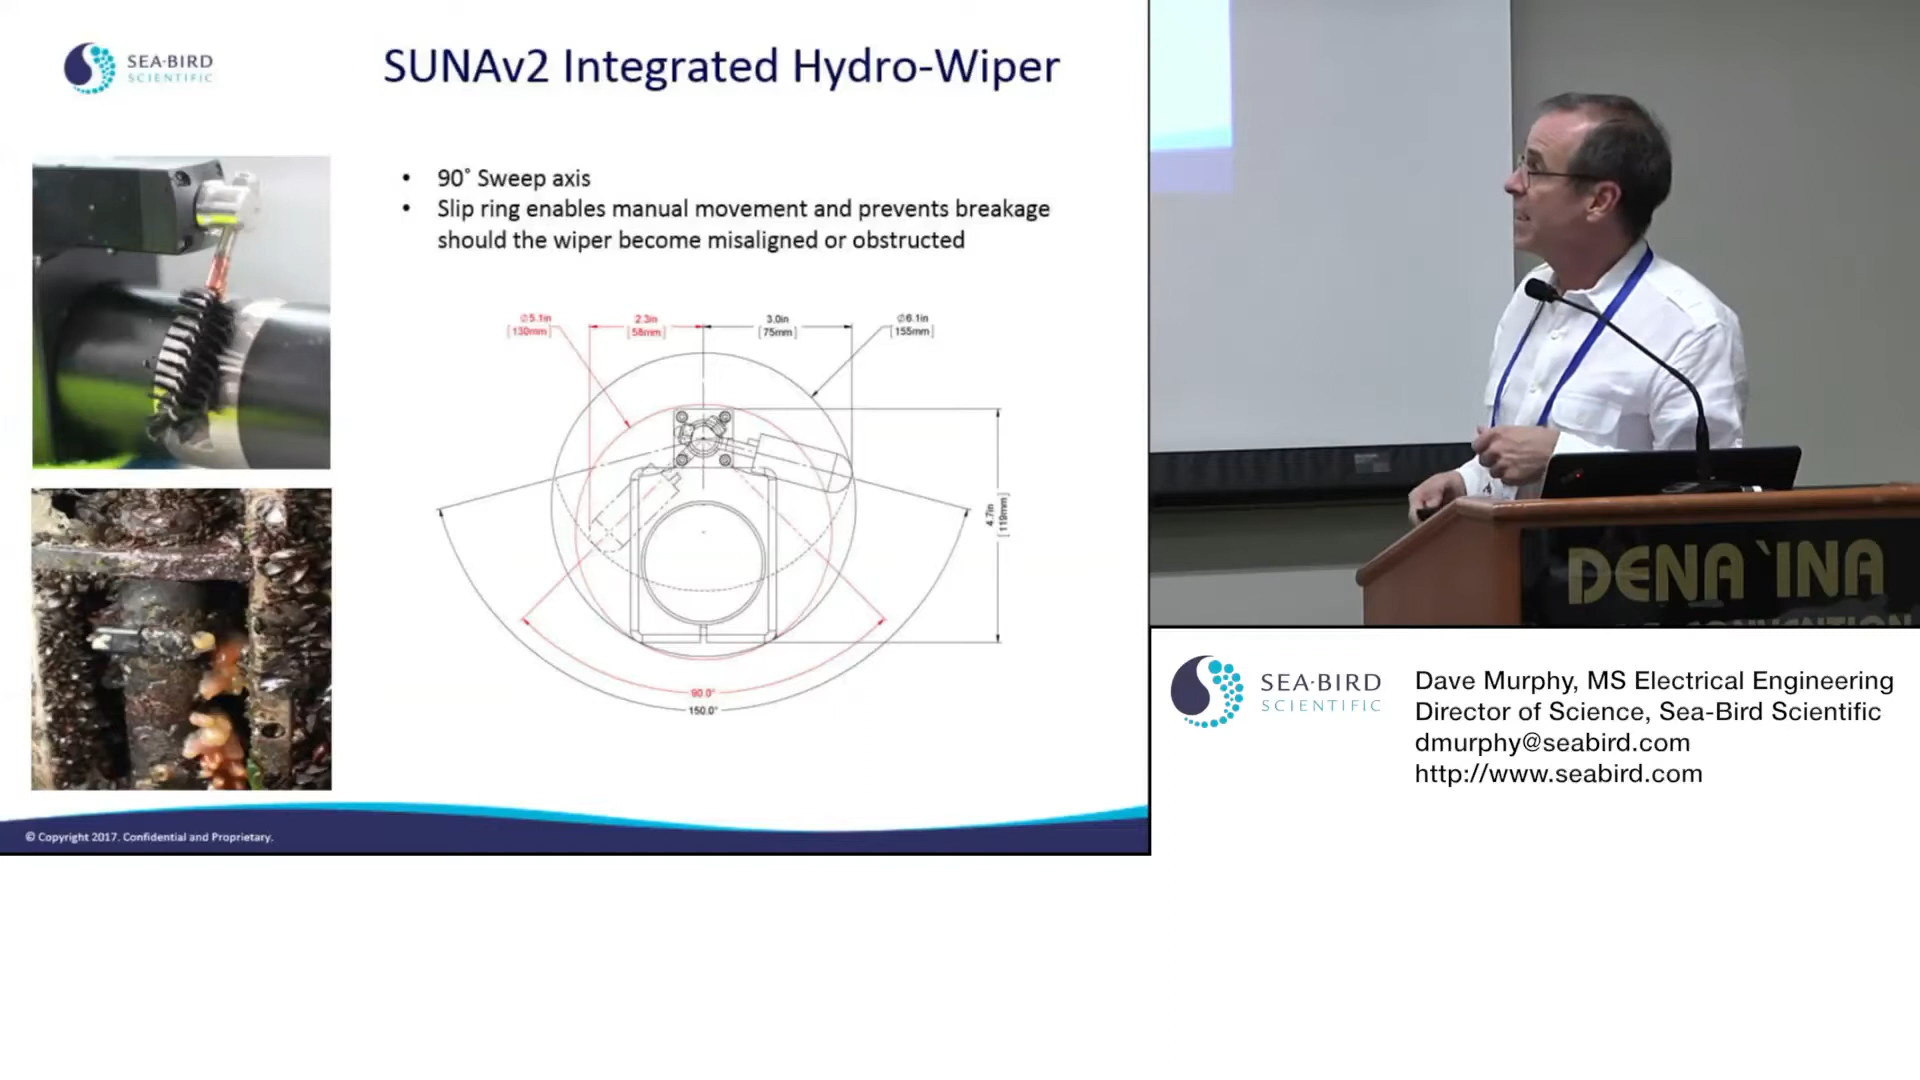 SEA·BIRD
SCIENTIFIC
SUNAv2 Integrated Hydro-Wiper
• 90˚ Sweep axis
• Slip ring enables manual movement and prevents breakage
should the wiper become misaligned or obstructed
∅5.1in
[130mm]
2.3in
[58mm]
3.0in
[75mm]
∅6.1in
[155mm]
4.7in
[119mm]
90.0°
150.0°
© Copyright 2017. Confidential and Proprietary.
DENA`INA
CONVENTION
SEA·BIRD
SCIENTIFIC
Dave Murphy, MS Electrical Engineering
Director of Science, Sea-Bird Scientific
dmurphy@seabird.com
http://www.seabird.com